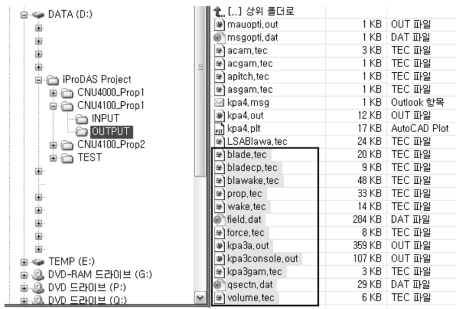 DATA (D:)
iProDAS Project
CNU4000_Prop1
CNU4100_Prop1
INPUT
OUTPUT
CNU4100_Prop2
TEST
TEMP (E:)
DVD-RAM 드라이브 (G:)
DVD 드라이브 (P:)
DVD 드라이브 (Q:)
[..] 상위 폴더로
mauopti,out 1 KB OUT 파일
msgopti,dat 1 KB DAT 파일
acam,tec 3 KB TEC 파일
acgam,tec 1 KB TEC 파일
apitch,tec 1 KB TEC 파일
asgam,tec 1 KB TEC 파일
kpa4,msg 1 KB Outlook 항목
kpa4,out 12 KB OUT 파일
kpa4,plt 17 KB AutoCAD Plot
LSABlawa,tec 24 KB TEC 파일
blade,tec 20 KB TEC 파일
bladecp,tec 9 KB TEC 파일
blawake,tec 48 KB TEC 파일
prop,tec 33 KB TEC 파일
wake,tec 14 KB TEC 파일
field,dat 284 KB DAT 파일
force,tec 8 KB TEC 파일
kpa3a,out 359 KB OUT 파일
kpa3console,out 107 KB OUT 파일
kpa3gam,tec 3 KB TEC 파일
qsectn,dat 29 KB DAT 파일
volume,tec 6 KB TEC 파일